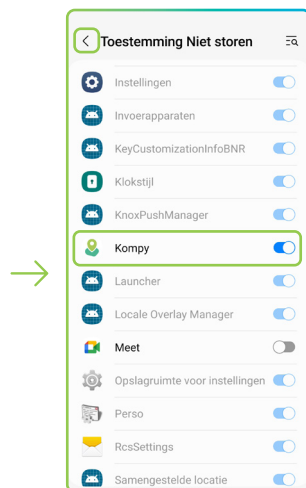 Toestemming Niet storen
Instellingen
Invoerapparaten
KeyCustomizationInfoBNR
Klokstijl
KnoxPushManager
Kompy
Launcher
Locale Overlay Manager
Meet
Opslagruimte voor instellingen
Perso
RcsSettings
Samengestelde locatie